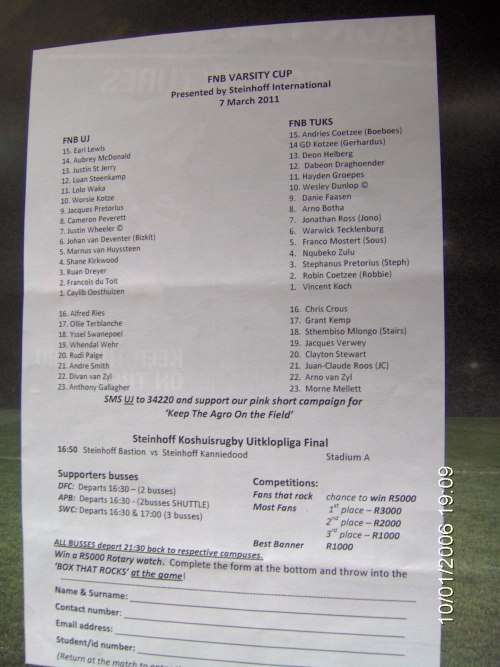 FNB VARSITY CUP
Presented by Steinhoff International
7 March 2011
FNB UJ
15. Earl Lewis
14. Aubrey McDonald
13. Justin St Jerry
12. Luan Steenkamp
11. Lolo Waka
10. Worsie Kotze
9. Jacques Pretorius
8. Cameron Peverett
7. Justin Wheeler ©
6. Johan van Deventer (Bizkit)
5. Marnus van Huyssteen
4. Shane Kirkwood
3. Ruan Dreyer
2. Francois du Toit
1. Caylib Oosthuizen
16. Alfred Ries
17. Ollie Terblanche
18. Yssel Swanepoel
19. Whendal Wehr
20. Rudi Paige
21. Andre Smith
22. Divan van Zyl
23. Anthony Gallagher
FNB TUKS
15. Andries Coetzee (Boeboes)
14 GD Kotzee (Gerhardus)
13. Deon Helberg
12. Dabeon Draghoender
11. Hayden Groepes
10. Wesley Dunlop ©
9. Danie Faasen
8. Arno Botha
7. Jonathan Ross (Jono)
6. Warwick Tecklenburg
5. Franco Mostert (Sous)
4. Nqubeko Zulu
3. Stephanus Pretorius (Steph)
2. Robin Coetzee (Robbie)
1. Vincent Koch
16. Chris Crous
17. Grant Kemp
18. Sthembiso Mlongo (Stairs)
19. Jacques Verwey
20. Clayton Stewart
21. Juan-Claude Roos (JC)
22. Arno van Zyl
23. Morne Mellett
SMS UJ to 34220 and support our pink short campaign for
'Keep The Agro On the Field'
Steinhoff Koshuisrugby Uitklopliga Final
16:50 Steinhoff Bastion vs Steinhoff Kanniedood Stadium A
Supporters busses
DFC: Departs 16:30 – (2 busses)
APB: Departs 16:30 - (2busses SHUTTLE)
SWC: Departs 16:30 & 17:00 (3 busses)
Competitions:
Fans that rock chance to win R5000
Most Fans 1st place – R3000
2nd place – R2000
3rd place – R1000
Best Banner R1000
ALL BUSSES depart 21:30 back to respective campuses.
Win a R5000 Rotary watch. Complete the form at the bottom and throw into the
'BOX THAT ROCKS' at the game!
Name & Surname:
Contact number:
Email address:
Student/id number:
(Return at the match to
10/01/2006 19:09